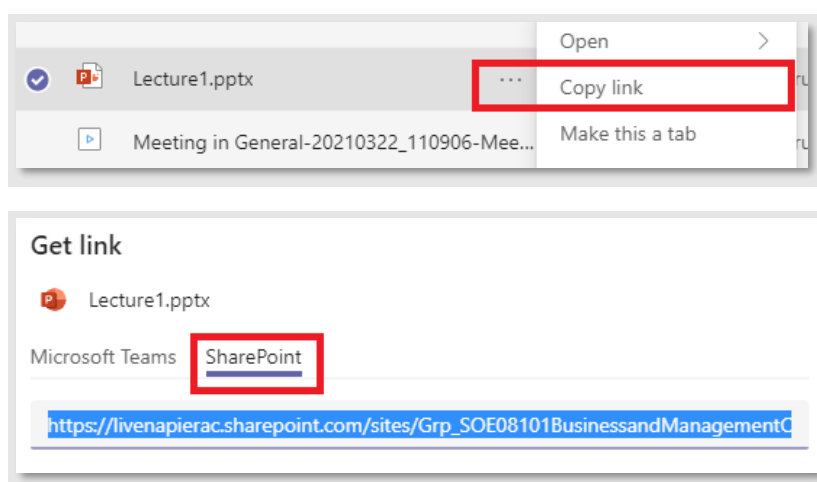 Open
Lecture1.pptx
...
Copy link
Meeting in General-20210322_110906-Mee...
Make this a tab
Get link
Lecture1.pptx
Microsoft Teams SharePoint
https://livenapierac.sharepoint.com/sites/Grp_SOE08101BusinessandManagementC